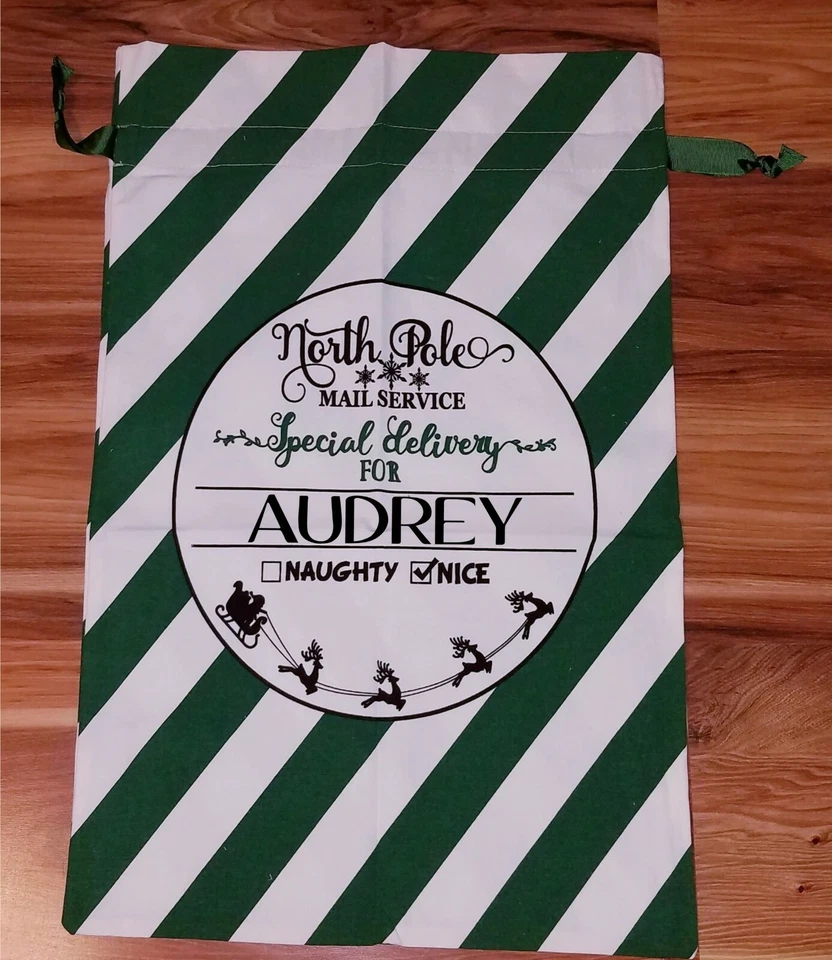 North Pole
MAIL SERVICE
Special delivery
FOR
AUDREY
☐NAUGHTY ☑NICE